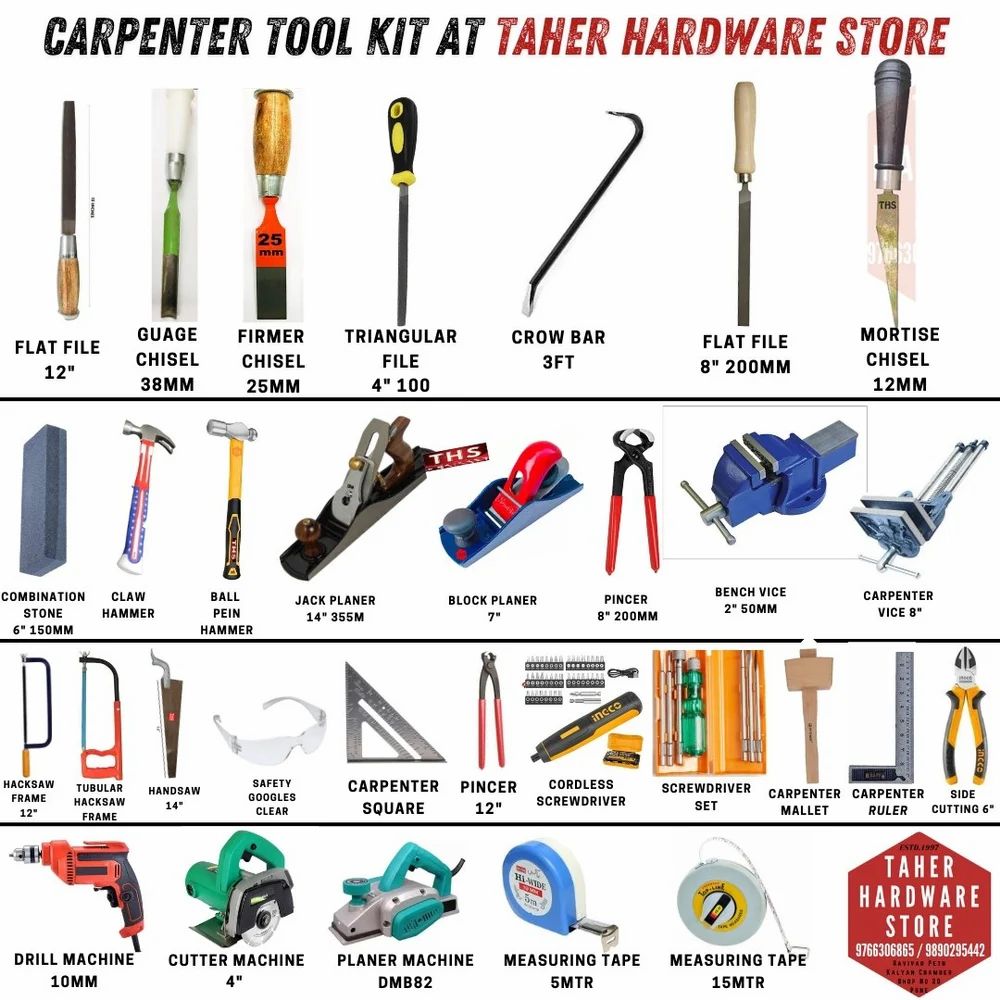 CARPENTER TOOL KIT AT TAHER HARDWARE STORE
25
mm
THS
FLAT FILE
12"
GUAGE
CHISEL
38MM
FIRMER
CHISEL
25MM
TRIANGULAR
FILE
4" 100
CROW BAR
3FT
FLAT FILE
8" 200MM
MORTISE
CHISEL
12MM
THS
THS
COMBINATION
STONE
6" 150MM
CLAW
HAMMER
BALL
PEIN
HAMMER
JACK PLANER
14" 355M
BLOCK PLANER
7"
PINCER
8" 200MM
BENCH VICE
2" 50MM
CARPENTER
VICE 8"
INGCO
INGCO
HACKSAW
FRAME
12"
TUBULAR
HACKSAW
FRAME
HANDSAW
14"
SAFETY
GOOGLES
CLEAR
CARPENTER
SQUARE
PINCER
12"
CORDLESS
SCREWDRIVER
SCREWDRIVER
SET
CARPENTER
MALLET
CARPENTER
RULER
SIDE
CUTTING 6"
Hi-WIDE
5m
TOP-LINE
DRILL MACHINE
10MM
CUTTER MACHINE
4"
PLANER MACHINE
DMB82
MEASURING TAPE
5MTR
MEASURING TAPE
15MTR
ESTD.1997
TAHER
HARDWARE
STORE
9766306865 / 9890295442
Raviwar Peth
Kalyan Chamber
Shop No 20
Pune